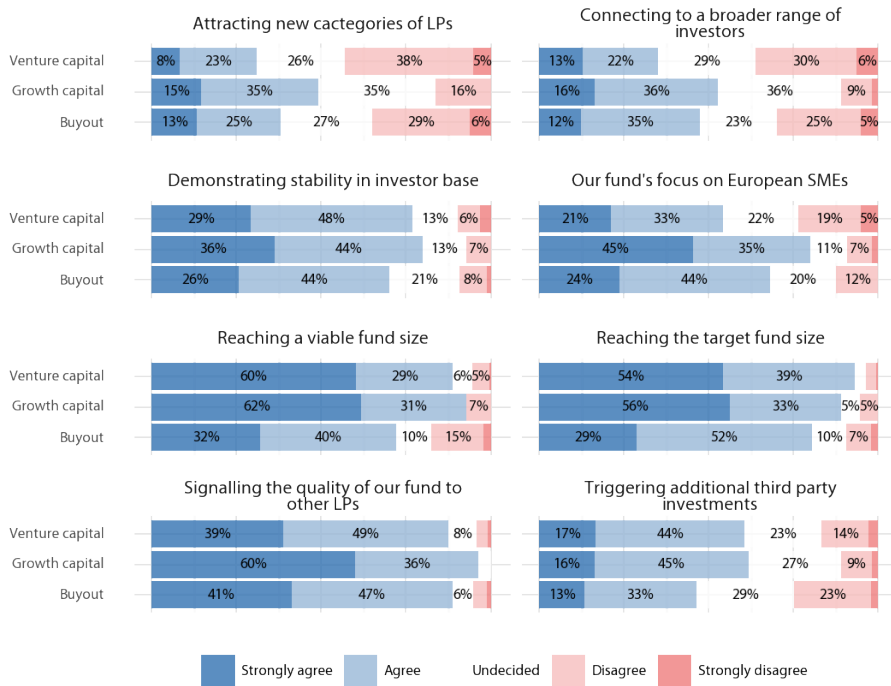 Attracting new cactegories of LPs
Connecting to a broader range of
investors
Venture capital 8% 23% 26% 38% 5% 13% 22% 29% 30% 6%
Growth capital 15% 35% 35% 16% 16% 36% 36% 9%
Buyout 13% 25% 27% 29% 6% 12% 35% 23% 25% 5%
Demonstrating stability in investor base
Our fund's focus on European SMEs
Venture capital 29% 48% 13% 6% 21% 33% 22% 19% 5%
Growth capital 36% 44% 13% 7% 45% 35% 11% 7%
Buyout 26% 44% 21% 8% 24% 44% 20% 12%
Reaching a viable fund size
Reaching the target fund size
Venture capital 60% 29% 6% 5% 54% 39%
Growth capital 62% 31% 7% 56% 33% 5% 5%
Buyout 32% 40% 10% 15% 29% 52% 10% 7%
Signalling the quality of our fund to
other LPs
Triggering additional third party
investments
Venture capital 39% 49% 8% 17% 44% 23% 14%
Growth capital 60% 36% 16% 45% 27% 9%
Buyout 41% 47% 6% 13% 33% 29% 23%
Strongly agree Agree Undecided Disagree Strongly disagree